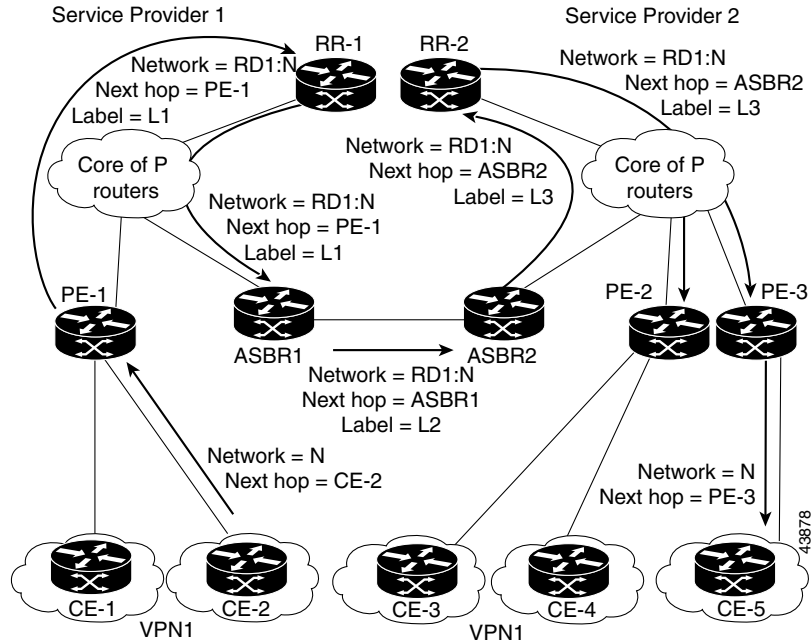 Service Provider 1
Service Provider 2
RR-1
RR-2
Network = RD1:N
Next hop = PE-1
Label = L1
Network = RD1:N
Next hop = ASBR2
Label = L3
Core of P
routers
Network = RD1:N
Next hop = ASBR2
Label = L3
Core of P
routers
Network = RD1:N
Next hop = PE-1
Label = L1
PE-1
PE-2
PE-3
ASBR1
ASBR2
Network = RD1:N
Next hop = ASBR1
Label = L2
Network = N
Next hop = CE-2
Network = N
Next hop = PE-3
CE-1
CE-2
CE-3
CE-4
CE-5
VPN1
VPN1
43878